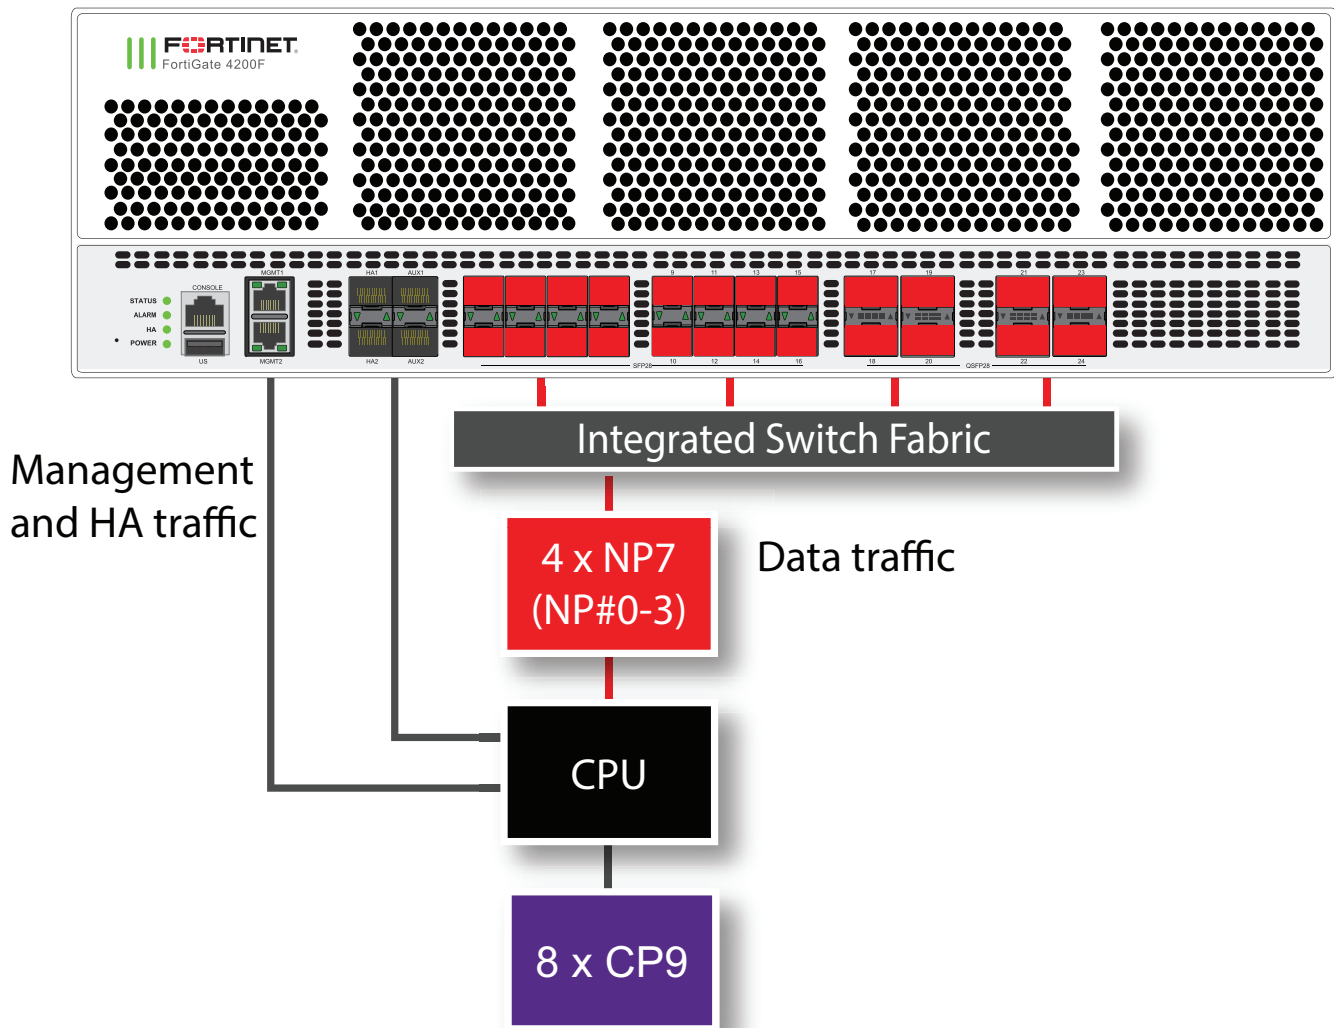 FORTINET
FortiGate 4200F
MGMT1
HA1
AUX1
9
11
13
15
17
19
21
23
CONSOLE
STATUS
ALARM
HA
POWER
US
MGMT2
HA2
AUX2
10
12
14
16
18
20
22
24
SFP28
QSFP28
Integrated Switch Fabric
Management
and HA traffic
4 x NP7
(NP#0-3)
Data traffic
CPU
8 x CP9